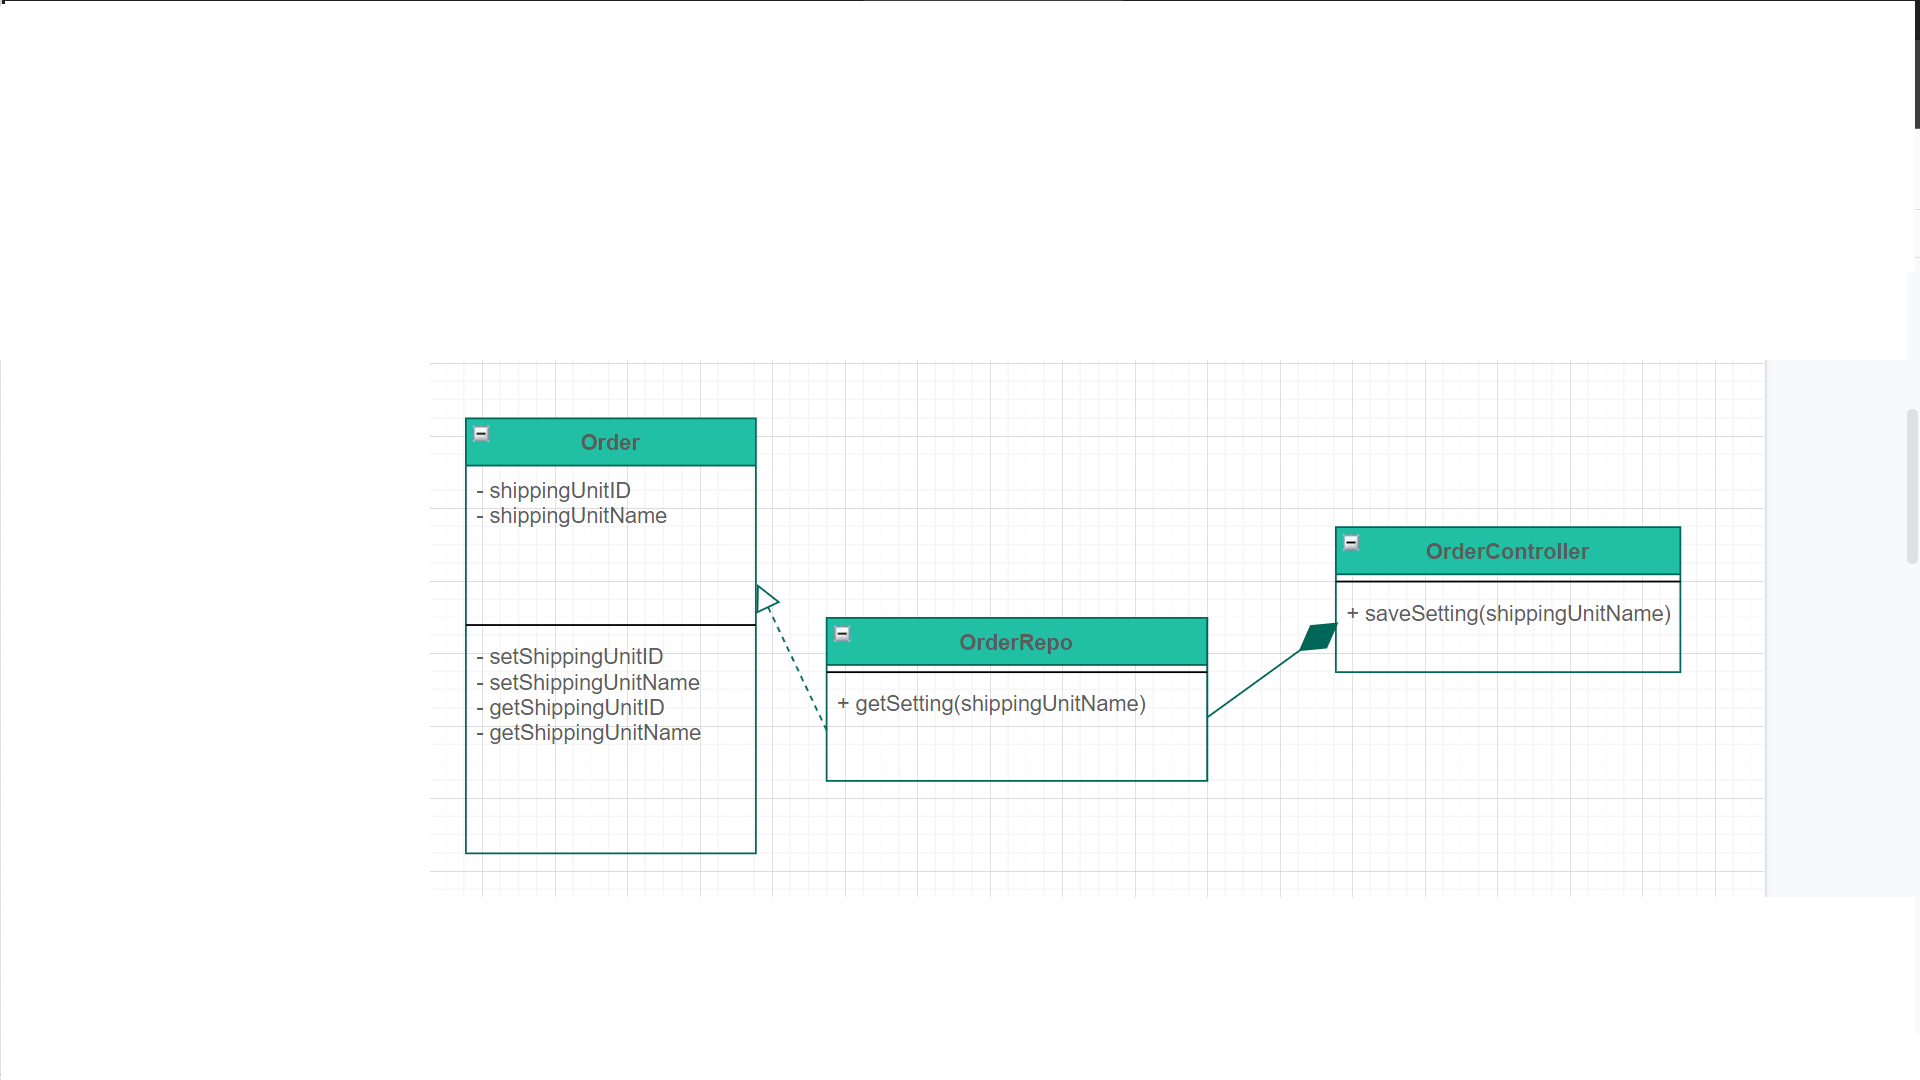 Order
- shippingUnitID
- shippingUnitName
- setShippingUnitID
- setShippingUnitName
- getShippingUnitID
- getShippingUnitName
OrderRepo
+ getSetting(shippingUnitName)
OrderController
+ saveSetting(shippingUnitName)